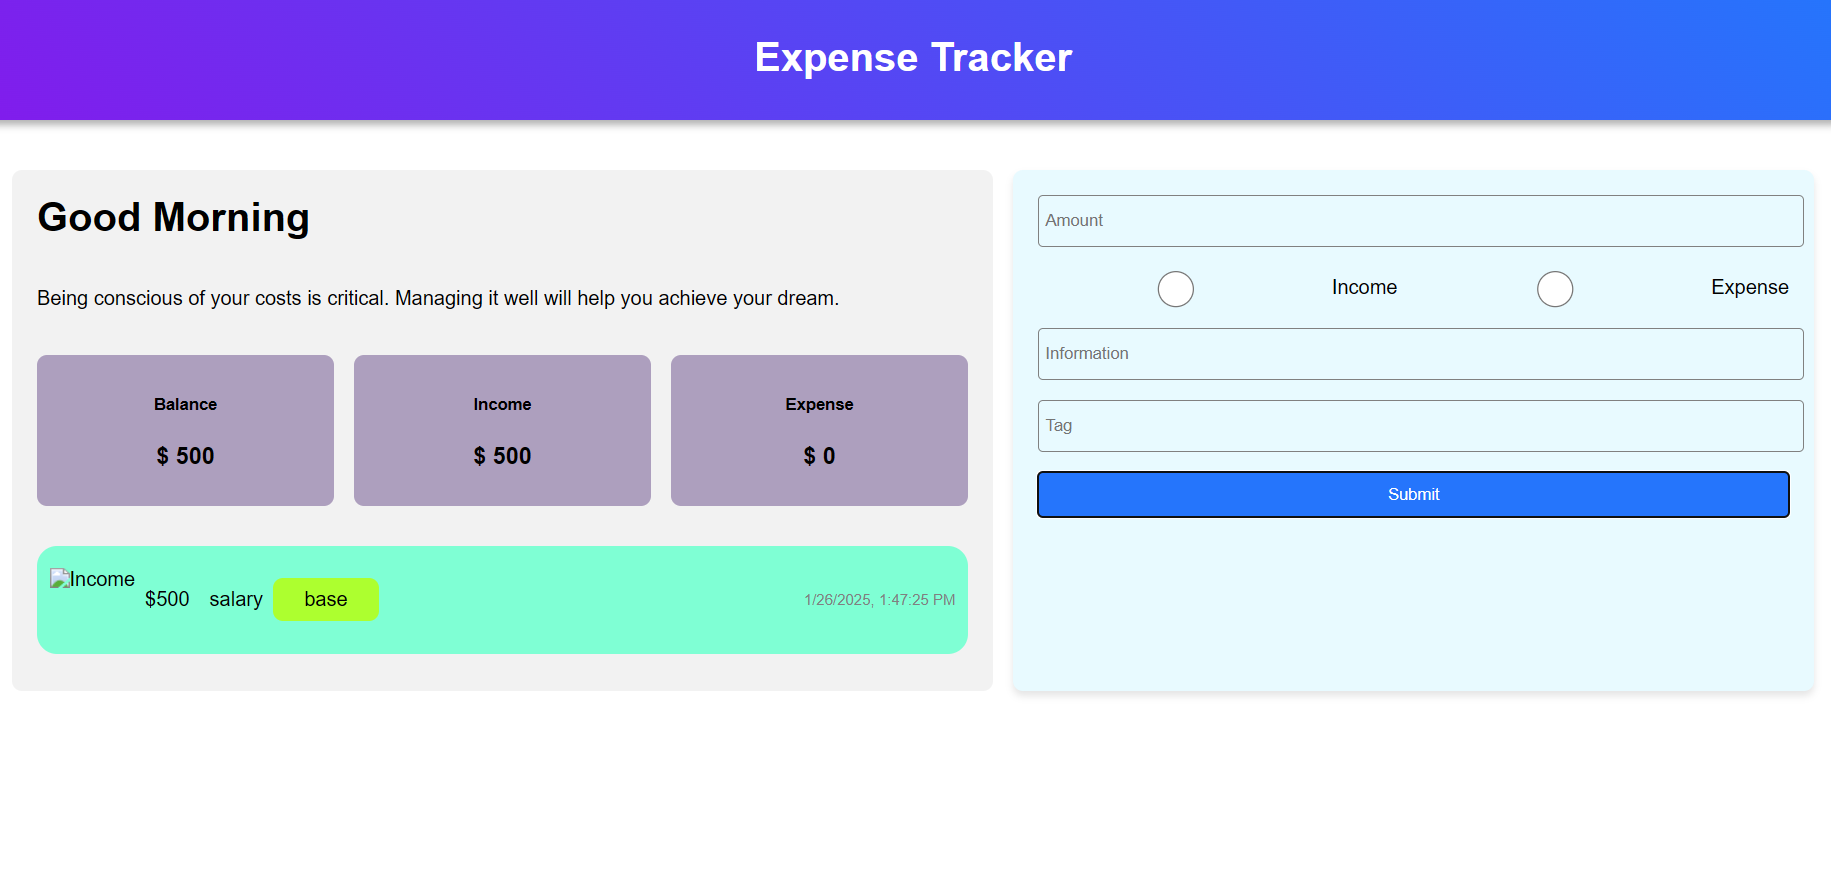 Expense Tracker
Good Morning
Being conscious of your costs is critical. Managing it well will help you achieve your dream.
Balance
$ 500
Income
$ 500
Expense
$ 0
Income $500 salary base 1/26/2025, 1:47:25 PM
Amount
Income Expense
Information
Tag
Submit